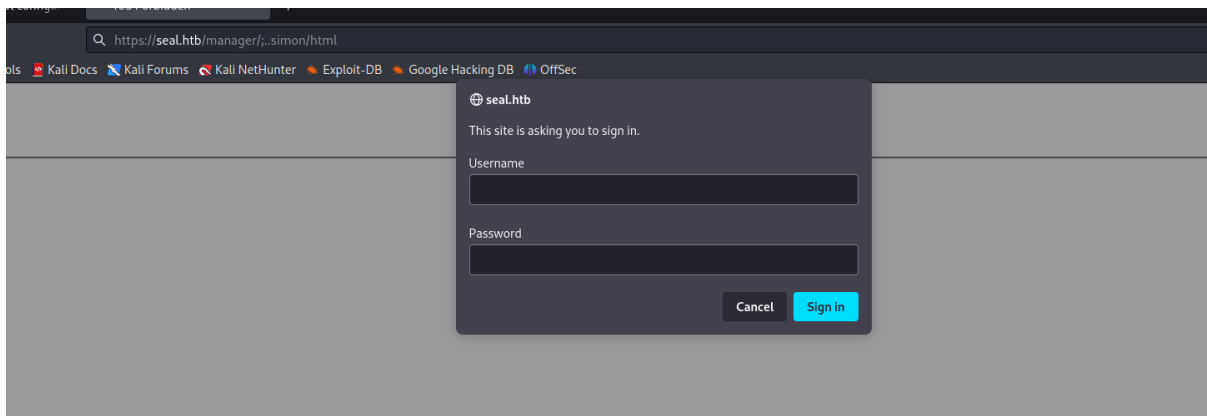 https://seal.htb/manager/;..simon/html
Kali Docs Kali Forums Kali NetHunter Exploit-DB Google Hacking DB OffSec
seal.htb
This site is asking you to sign in.
Username
Password
Cancel Sign in